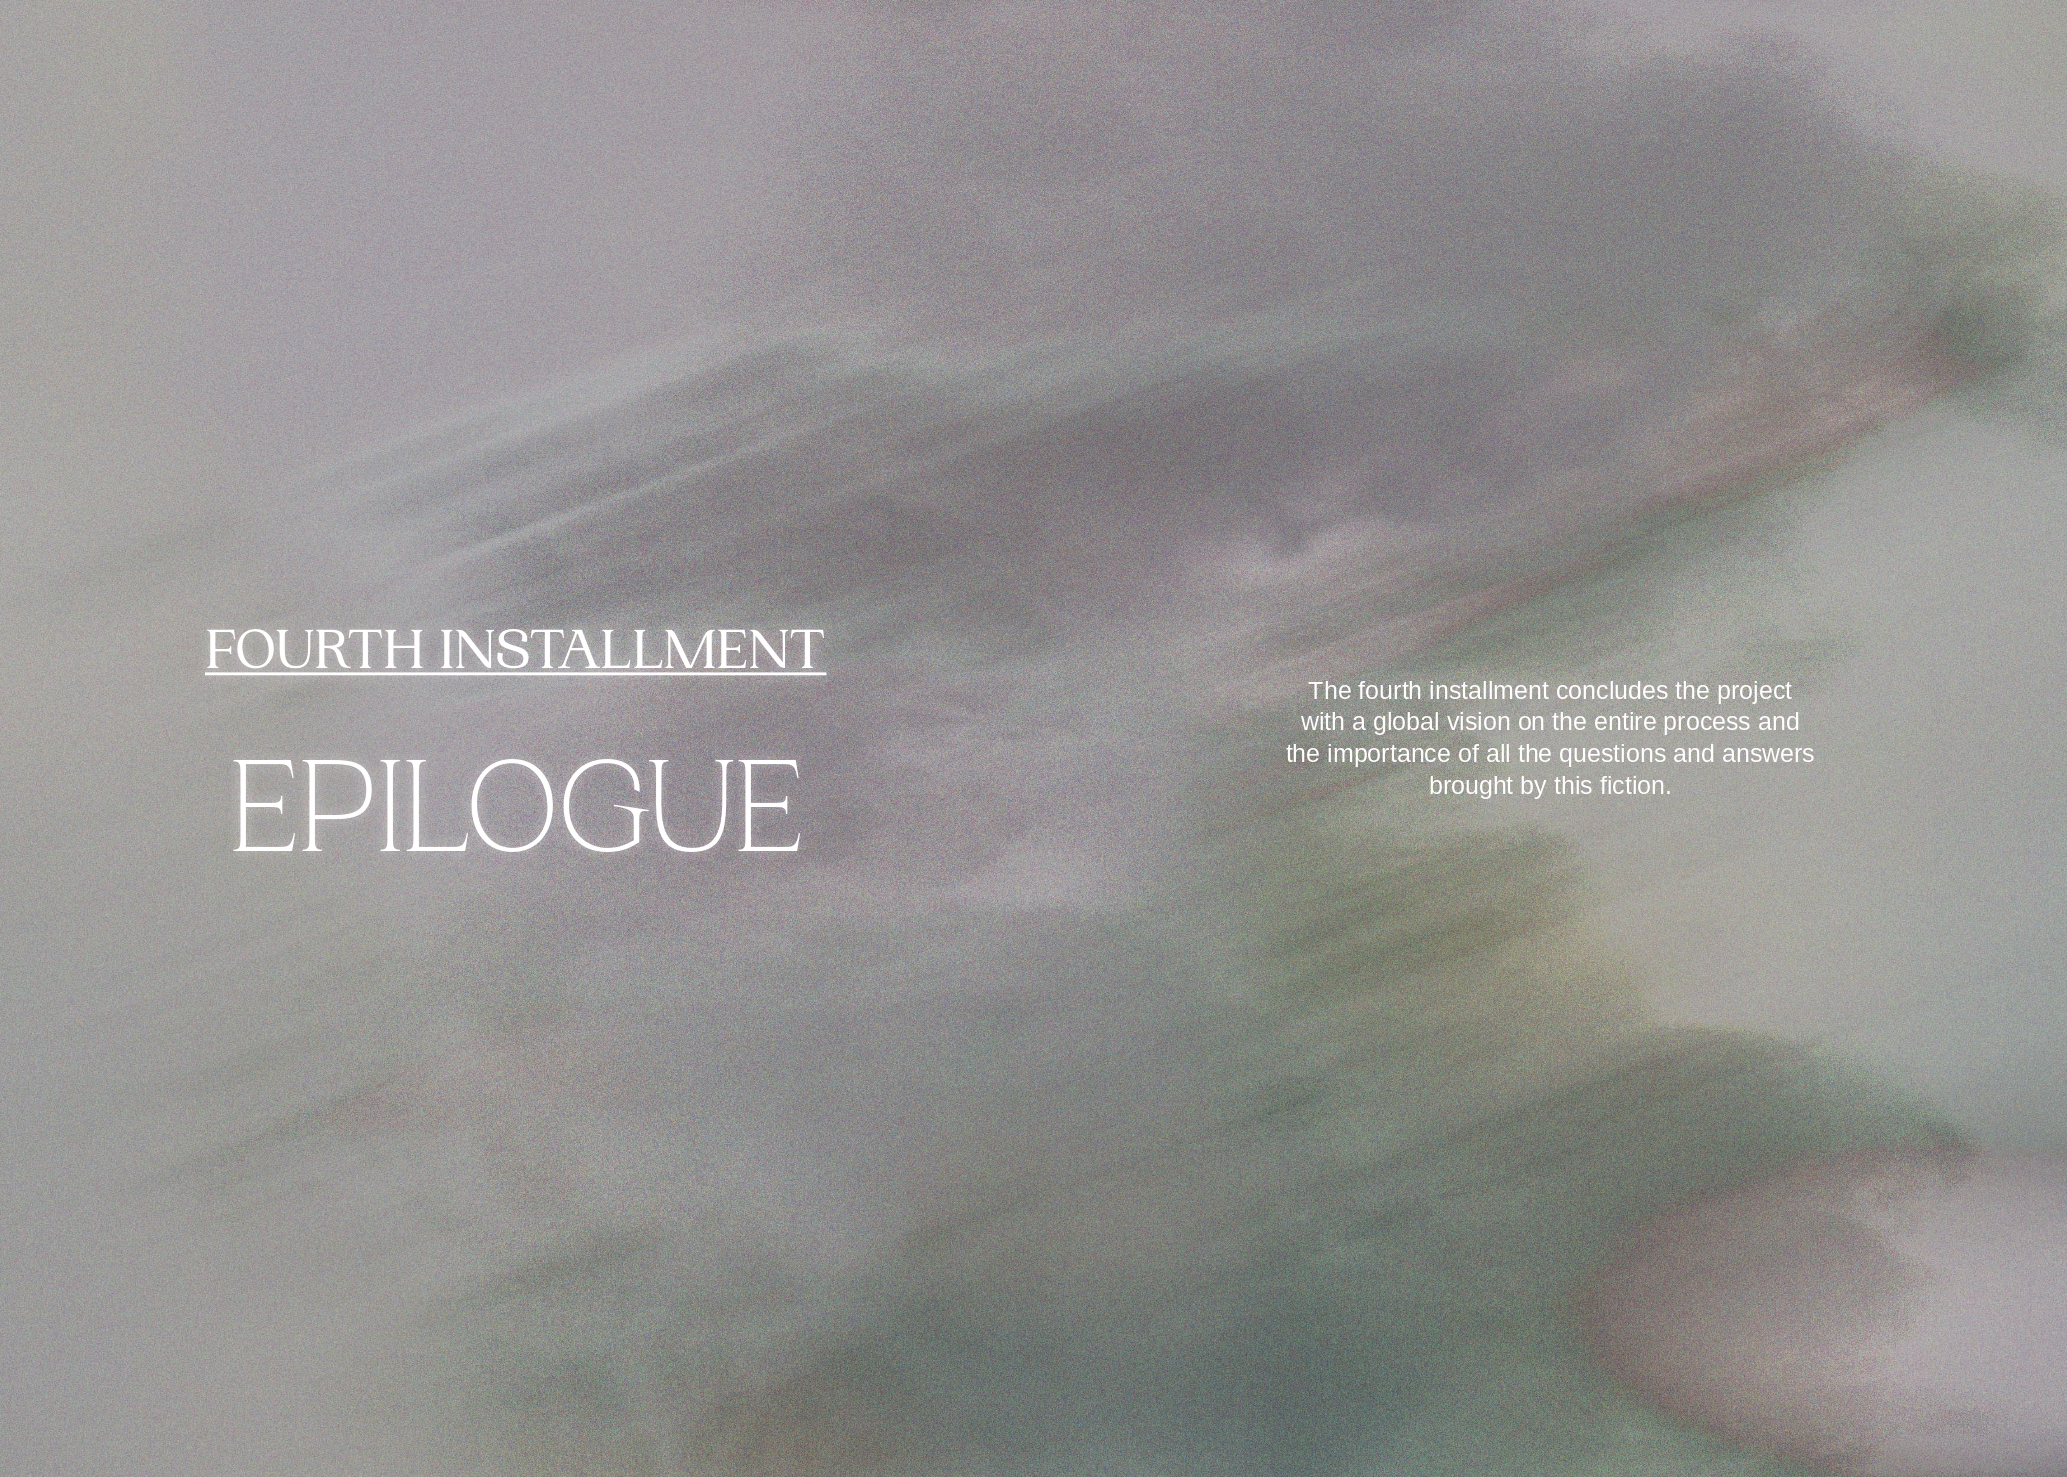 FOURTH INSTALLMENT
EPILOGUE
The fourth installment concludes the project
with a global vision on the entire process and
the importance of all the questions and answers
brought by this fiction.